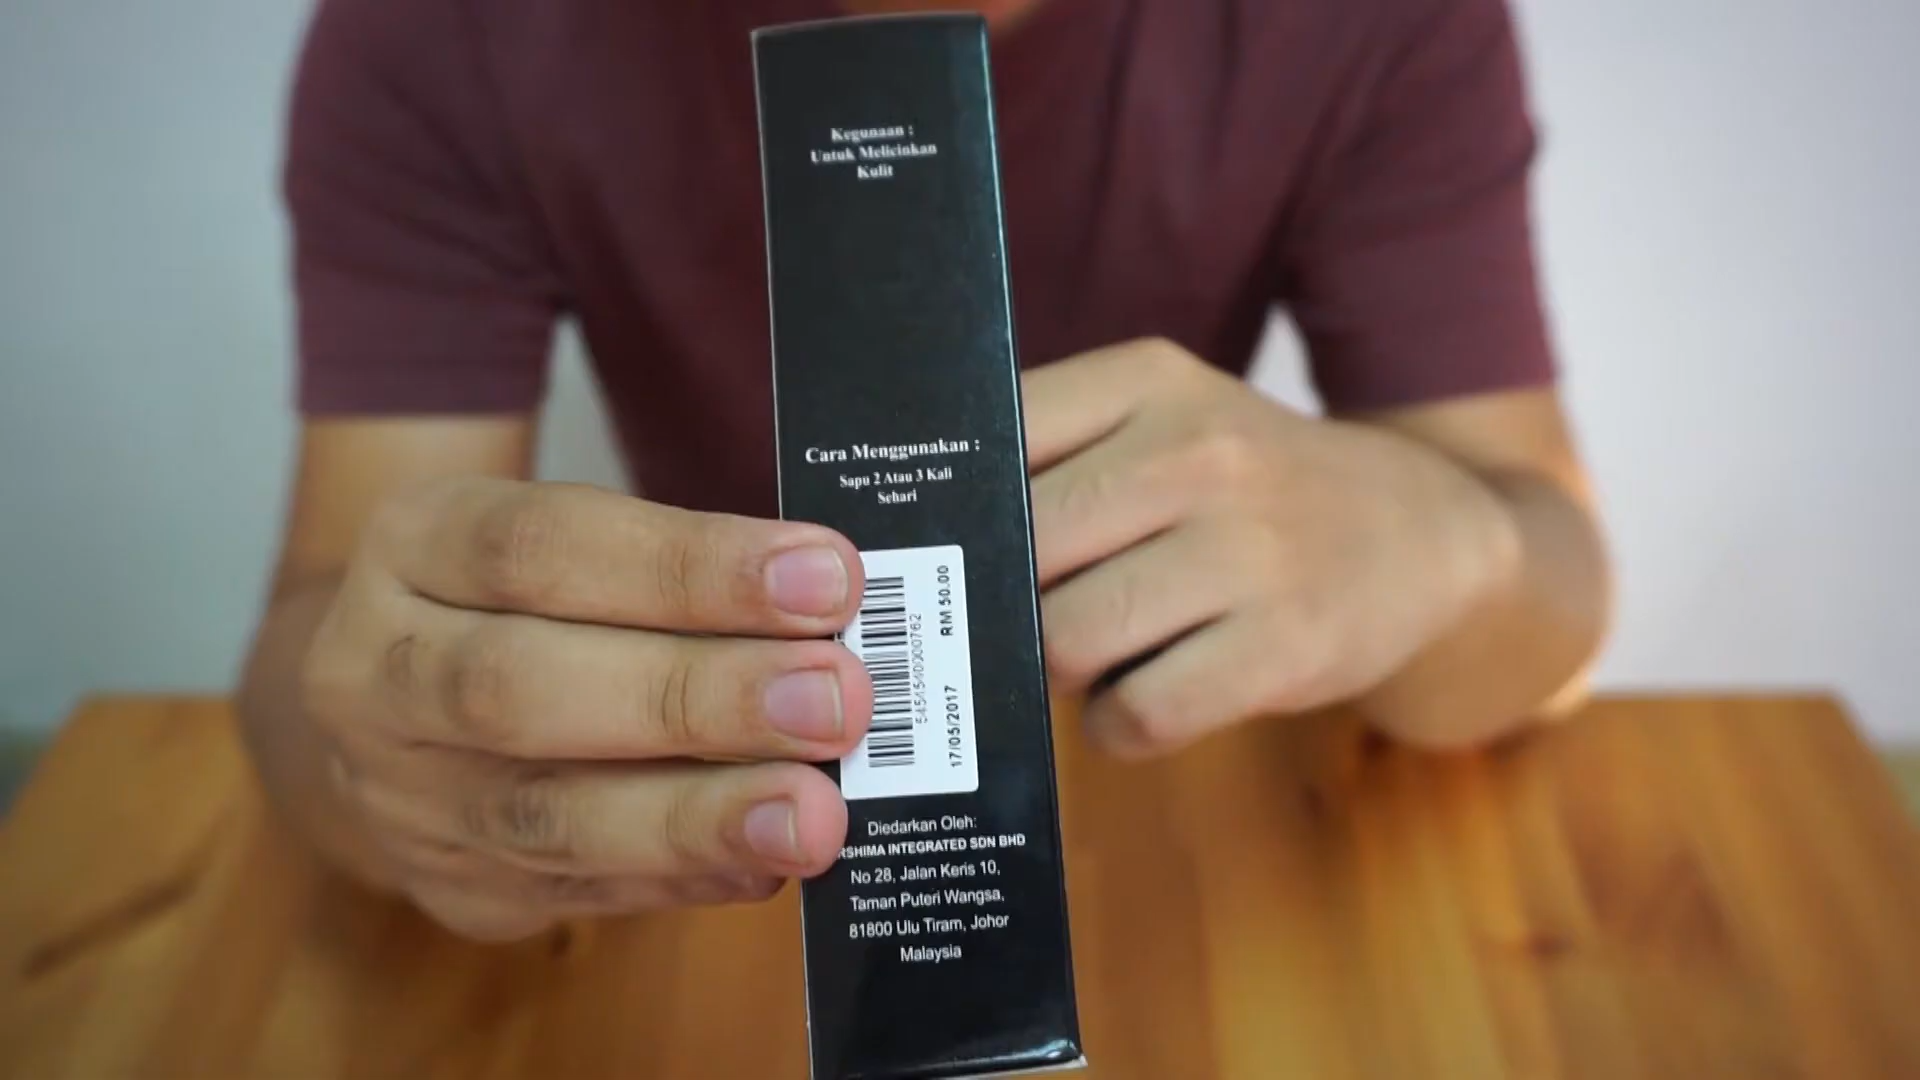 Kegunaan :
Untuk Melicinkan
Kulit
Cara Menggunakan :
Sapu 2 Atau 3 Kali
Sehari
5454540000762
RM 50.00
17/05/2017
Diedarkan Oleh:
INTEGRATED SDN BHD
No 28, Jalan Keris 10,
Taman Puteri Wangsa,
81800 Ulu Tiram, Johor
Malaysia